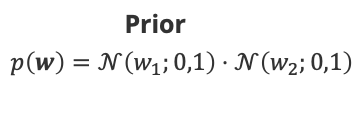 Prior
p(w) = 𝒩(w₁; 0,1) · 𝒩(w₂; 0,1)